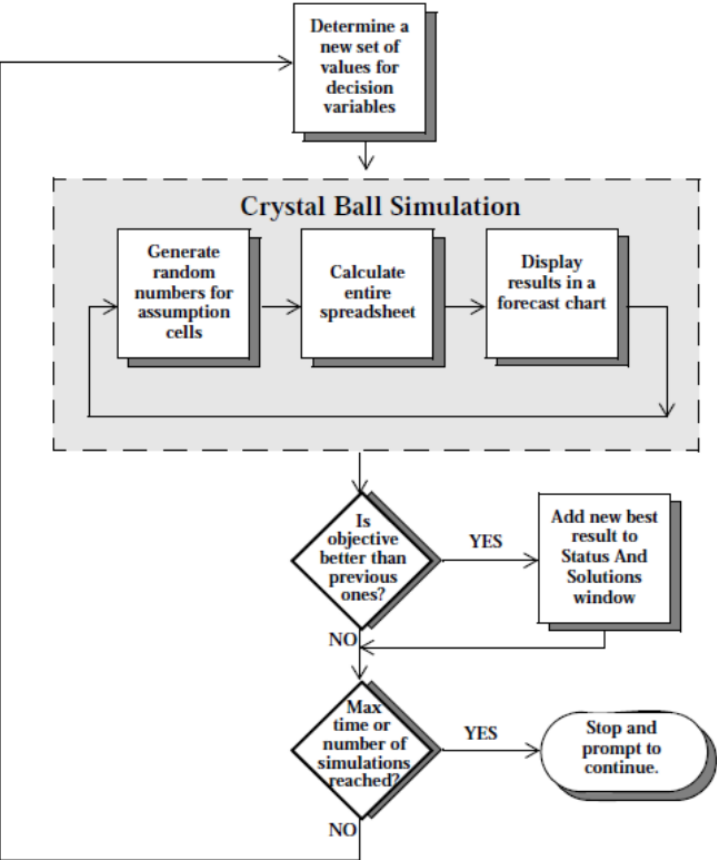 Determine a
new set of
values for
decision
variables
Crystal Ball Simulation
Generate
random
numbers for
assumption
cells
Calculate
entire
spreadsheet
Display
results in a
forecast chart
Is
objective
better than
previous
ones?
YES
Add new best
result to
Status And
Solutions
window
NO
Max
time or
number of
simulations
reached?
YES
Stop and
prompt to
continue.
NO